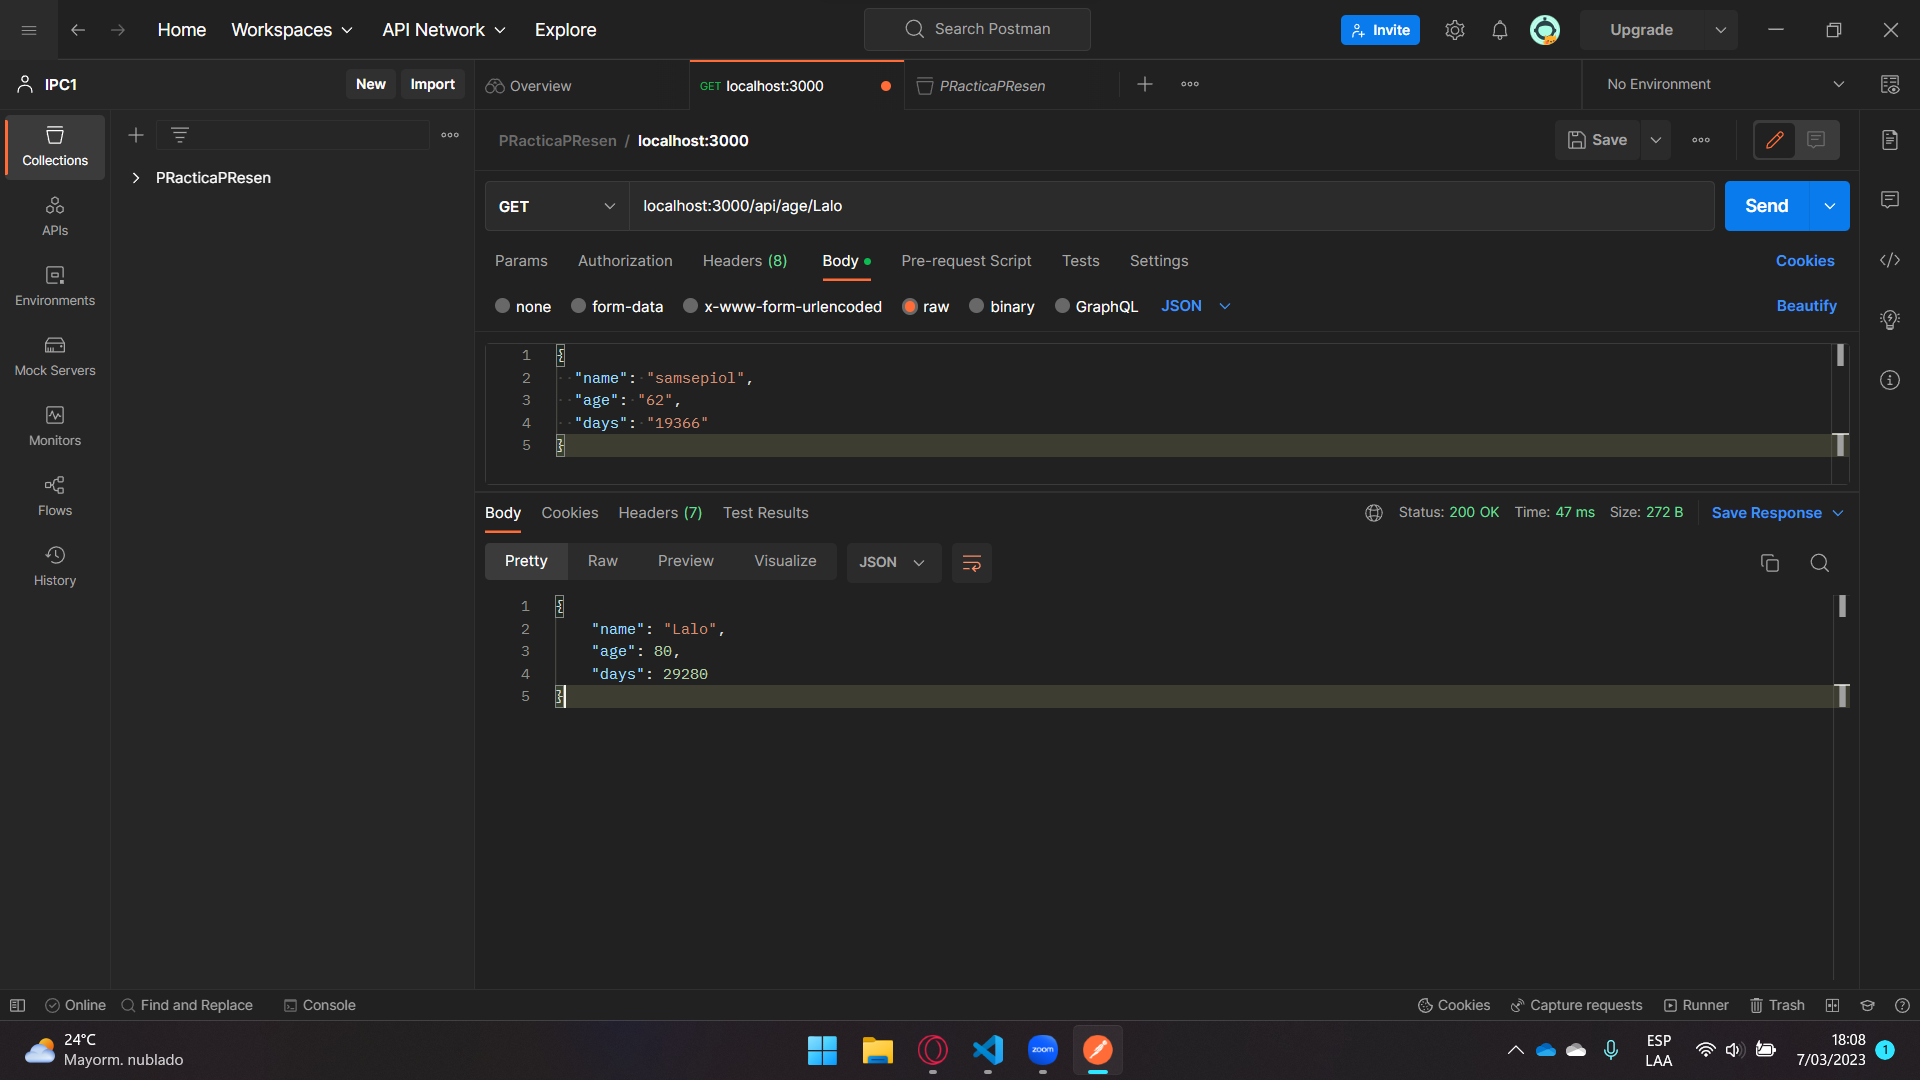 Home Workspaces API Network Explore Search Postman Invite Upgrade
IPC1 New Import Overview GET localhost:3000 PRacticaPResen No Environment
PRacticaPResen / localhost:3000 Save
Collections
PRacticaPResen
GET localhost:3000/api/age/Lalo Send
APIs
Params Authorization Headers (8) Body Pre-request Script Tests Settings Cookies
Environments
none form-data x-www-form-urlencoded raw binary GraphQL JSON Beautify
Mock Servers
1 {
2 "name": "samsepiol",
3 "age": "62",
4 "days": "19366"
5 }
Monitors
Flows
History
Body Cookies Headers (7) Test Results Status: 200 OK Time: 47 ms Size: 272 B Save Response
Pretty Raw Preview Visualize JSON
1 {
2 "name": "Lalo",
3 "age": 80,
4 "days": 29280
5 }
Online Find and Replace Console Cookies Capture requests Runner Trash
24°C
Mayorm. nublado
zoom
ESP
LAA
18:08
7/03/2023
1